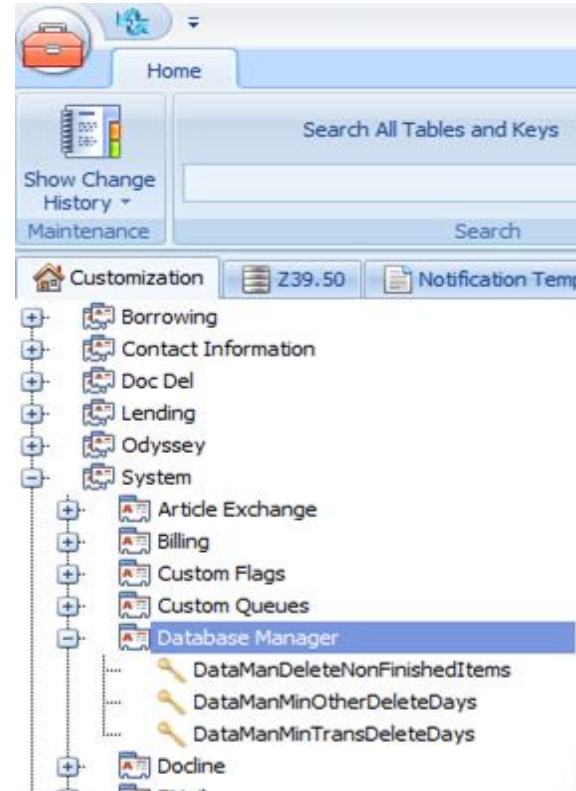 Home
Search All Tables and Keys
Show Change
History
Maintenance
Search
Customization
Z39.50
Notification Temp
Borrowing
Contact Information
Doc Del
Lending
Odyssey
System
Article Exchange
Billing
Custom Flags
Custom Queues
Database Manager
DataManDeleteNonFinishedItems
DataManMinOtherDeleteDays
DataManMinTransDeleteDays
Docline